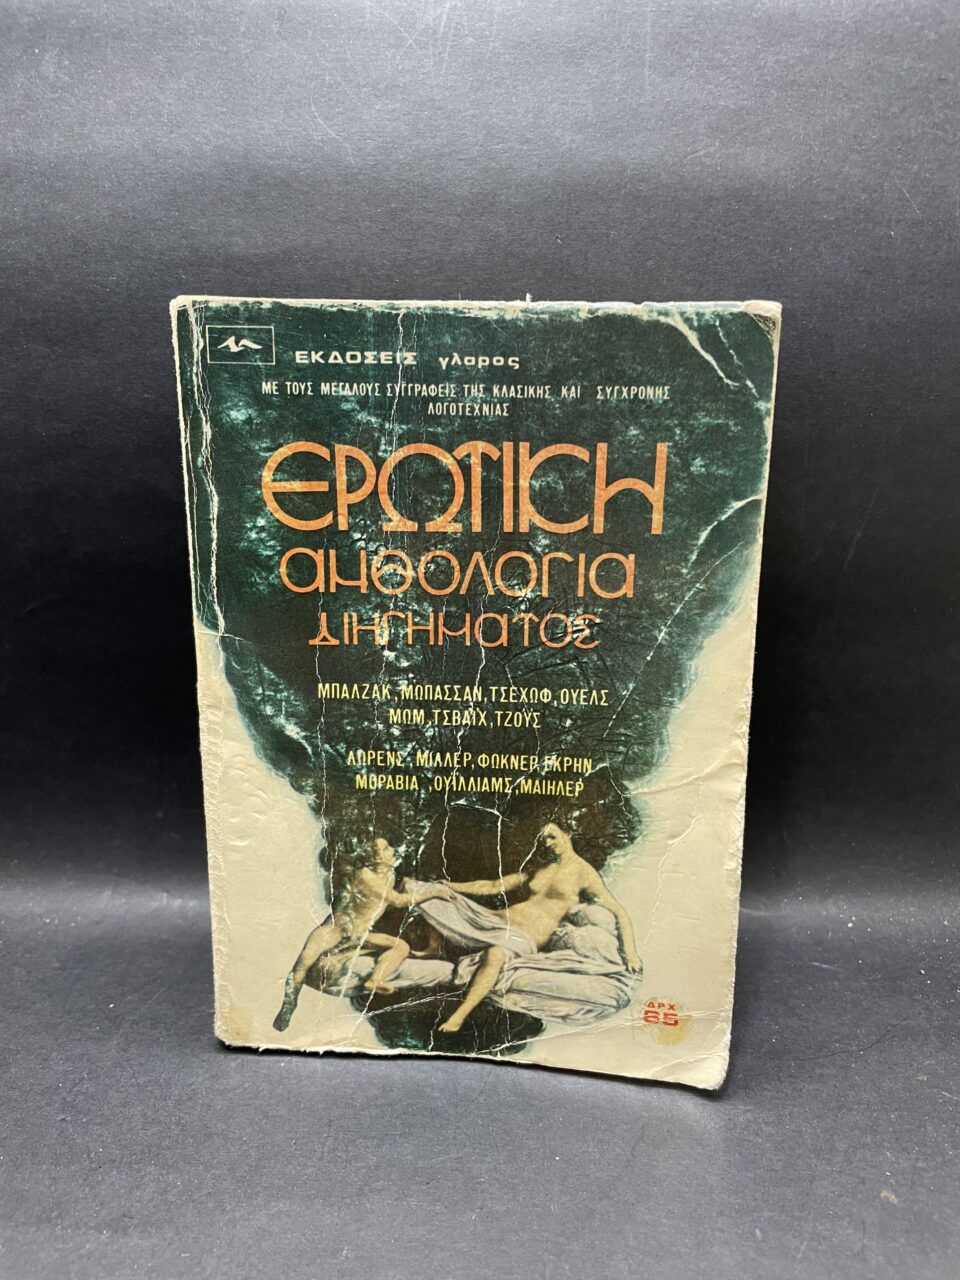 ΕΚΔΟΣΕΙΣ γλαρος
ΜΕ ΤΟΥΣ ΜΕΓΑΛΟΥΣ ΣΥΓΓΡΑΦΕΙΣ ΤΗΣ ΚΛΑΣΙΚΗΣ ΚΑΙ ΣΥΓΧΡΟΝΗΣ
ΛΟΓΟΤΕΧΝΙΑΣ
ΕΡΩΤΙΚΗ
ανθολογια
Διηγηματος
ΜΠΑΛΖΑΚ, ΜΩΠΑΣΣΑΝ, ΤΣΕΧΩΦ, ΟΥΕΛΣ
ΜΩΜ, ΤΣΒΑΪΧ, ΤΖΟΥΣ
ΛΩΡΕΝΣ, ΜΙΛΛΕΡ, ΦΩΚΝΕΡ, ΓΚΡΗΝ
ΜΟΡΑΒΙΑ, ΟΥΙΛΛΙΑΜΣ, ΜΑΙΗΛΕΡ
ΔΡΧ
65